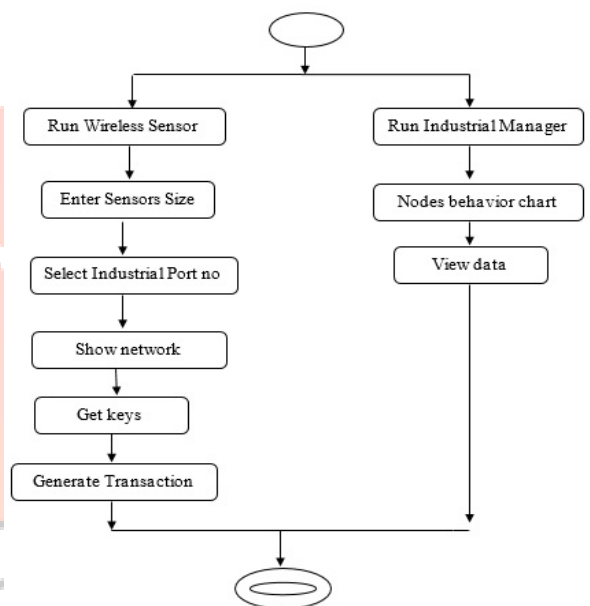 Run Wireless Sensor
Enter Sensors Size
Select Industrial Port no
Show network
Get keys
Generate Transaction
Run Industrial Manager
Nodes behavior chart
View data